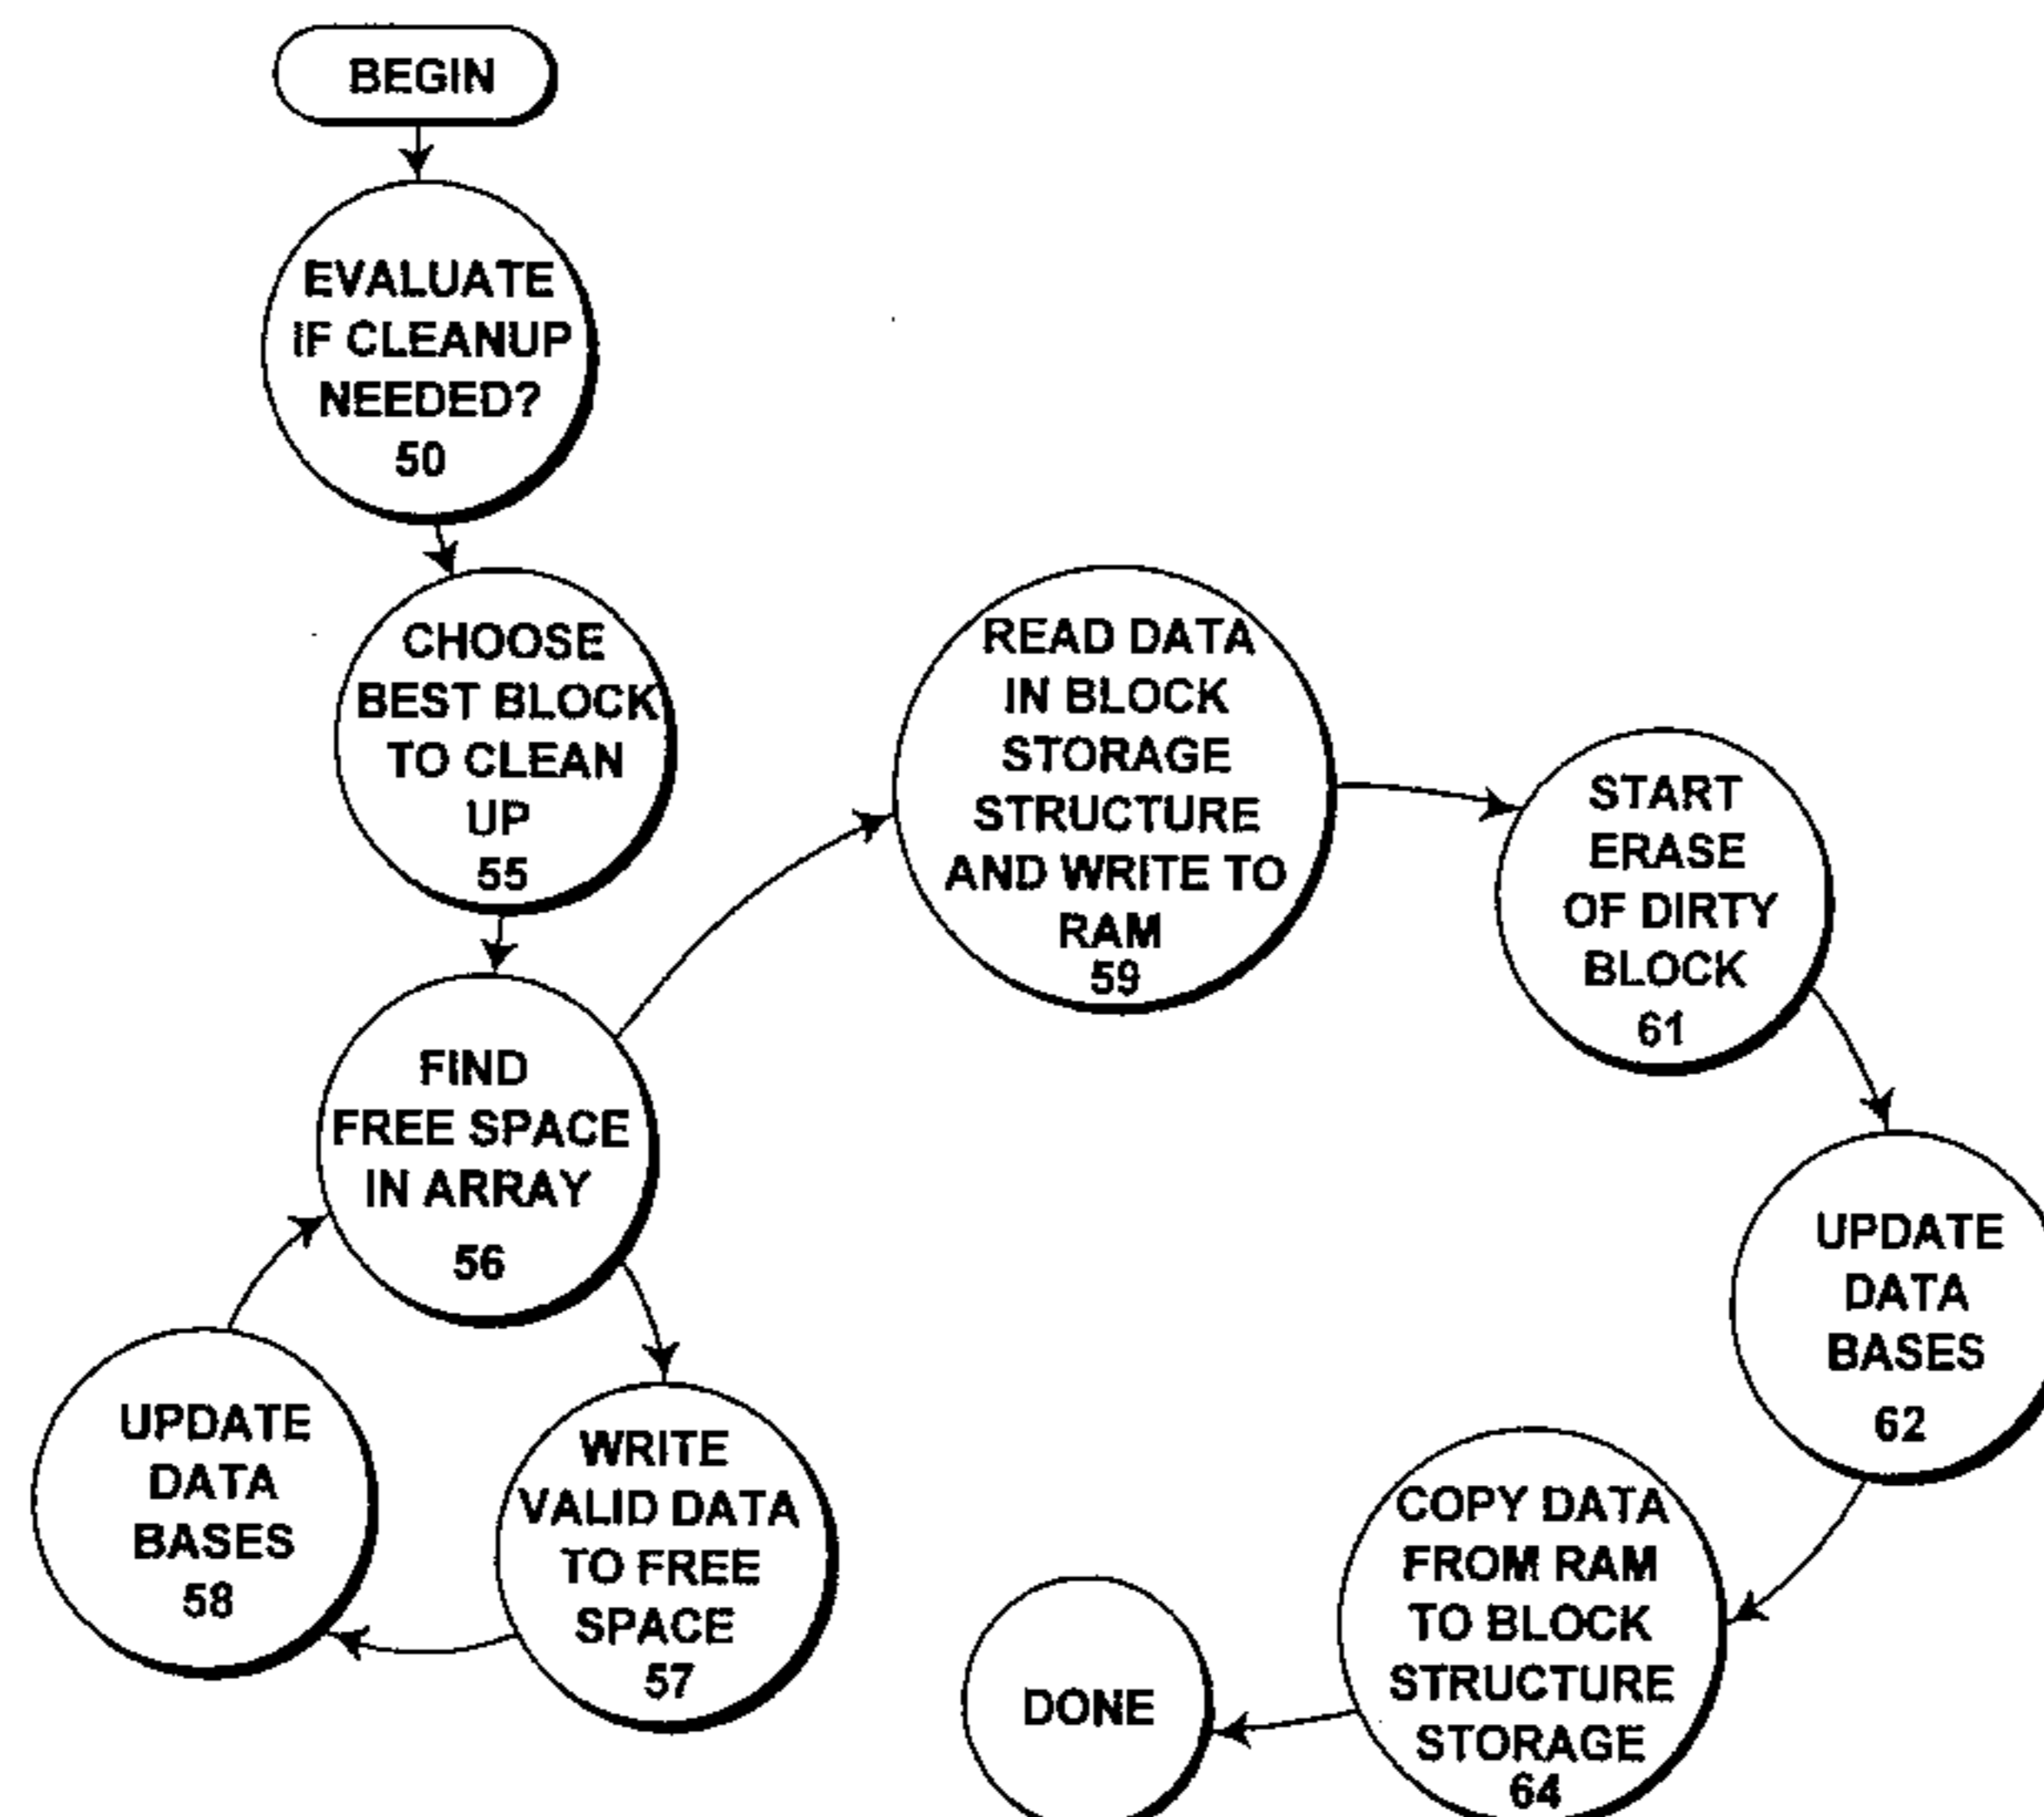 BEGIN
EVALUATE
IF CLEANUP
NEEDED?
50
CHOOSE
BEST BLOCK
TO CLEAN
UP
55
FIND
FREE SPACE
IN ARRAY
56
WRITE
VALID DATA
TO FREE
SPACE
57
UPDATE
DATA
BASES
58
READ DATA
IN BLOCK
STORAGE
STRUCTURE
AND WRITE TO
RAM
59
START
ERASE
OF DIRTY
BLOCK
61
UPDATE
DATA
BASES
62
COPY DATA
FROM RAM
TO BLOCK
STRUCTURE
STORAGE
64
DONE